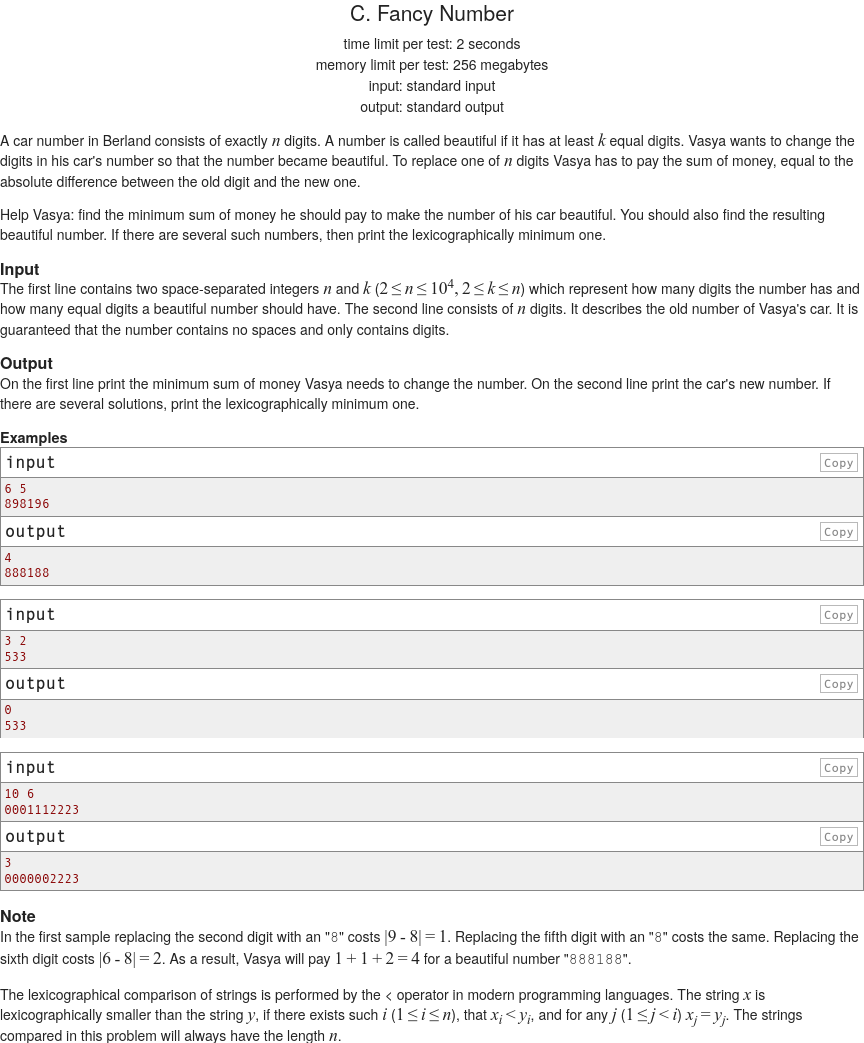 C. Fancy Number
time limit per test: 2 seconds
memory limit per test: 256 megabytes
input: standard input
output: standard output
A car number in Berland consists of exactly n digits. A number is called beautiful if it has at least k equal digits. Vasya wants to change the
digits in his car's number so that the number became beautiful. To replace one of n digits Vasya has to pay the sum of money, equal to the
absolute difference between the old digit and the new one.
Help Vasya: find the minimum sum of money he should pay to make the number of his car beautiful. You should also find the resulting
beautiful number. If there are several such numbers, then print the lexicographically minimum one.
Input
The first line contains two space-separated integers n and k (2 ≤ n ≤ 10⁴, 2 ≤ k ≤ n) which represent how many digits the number has and
how many equal digits a beautiful number should have. The second line consists of n digits. It describes the old number of Vasya's car. It is
guaranteed that the number contains no spaces and only contains digits.
Output
On the first line print the minimum sum of money Vasya needs to change the number. On the second line print the car's new number. If
there are several solutions, print the lexicographically minimum one.
Examples
input Copy
6 5
898196
output Copy
4
888188
input Copy
3 2
533
output Copy
0
533
input Copy
10 6
0001112223
output Copy
3
0000002223
Note
In the first sample replacing the second digit with an "8" costs |9 - 8| = 1. Replacing the fifth digit with an "8" costs the same. Replacing the
sixth digit costs |6 - 8| = 2. As a result, Vasya will pay 1 + 1 + 2 = 4 for a beautiful number "888188".
The lexicographical comparison of strings is performed by the < operator in modern programming languages. The string x is
lexicographically smaller than the string y, if there exists such i (1 ≤ i ≤ n), that xᵢ < yᵢ, and for any j (1 ≤ j < i) xⱼ = yⱼ. The strings
compared in this problem will always have the length n.